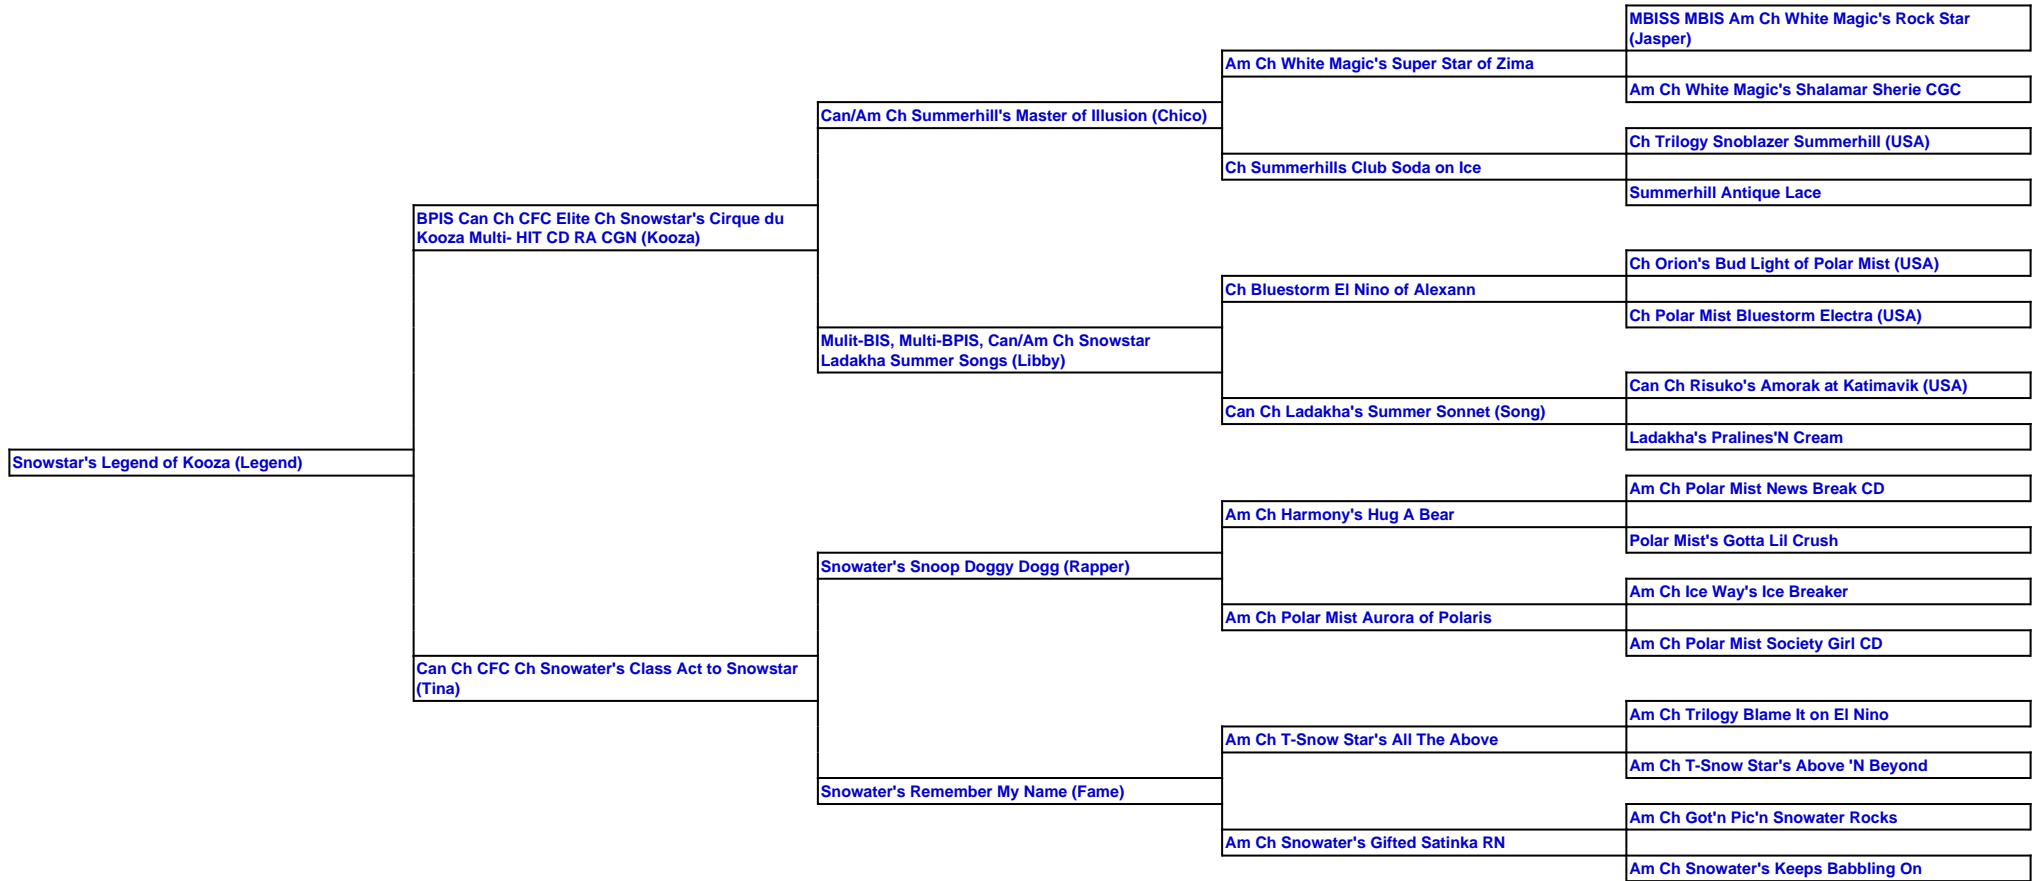 MBISS MBIS Am Ch White Magic's Rock Star
(Jasper)
Am Ch White Magic's Super Star of Zima
Am Ch White Magic's Shalamar Sherie CGC
Can/Am Ch Summerhill's Master of Illusion (Chico)
Ch Trilogy Snoblazer Summerhill (USA)
Ch Summerhills Club Soda on Ice
Summerhill Antique Lace
BPIS Can Ch CFC Elite Ch Snowstar's Cirque du
Kooza Multi- HIT CD RA CGN (Kooza)
Ch Orion's Bud Light of Polar Mist (USA)
Ch Bluestorm El Nino of Alexann
Ch Polar Mist Bluestorm Electra (USA)
Mulit-BIS, Multi-BPIS, Can/Am Ch Snowstar
Ladakha Summer Songs (Libby)
Can Ch Risuko's Amorak at Katimavik (USA)
Can Ch Ladakha's Summer Sonnet (Song)
Ladakha's Pralines'N Cream
Snowstar's Legend of Kooza (Legend)
Am Ch Polar Mist News Break CD
Am Ch Harmony's Hug A Bear
Polar Mist's Gotta Lil Crush
Snowater's Snoop Doggy Dogg (Rapper)
Am Ch Ice Way's Ice Breaker
Am Ch Polar Mist Aurora of Polaris
Am Ch Polar Mist Society Girl CD
Can Ch CFC Ch Snowater's Class Act to Snowstar
(Tina)
Am Ch Trilogy Blame It on El Nino
Am Ch T-Snow Star's All The Above
Am Ch T-Snow Star's Above 'N Beyond
Snowater's Remember My Name (Fame)
Am Ch Got'n Pic'n Snowater Rocks
Am Ch Snowater's Gifted Satinka RN
Am Ch Snowater's Keeps Babbling On